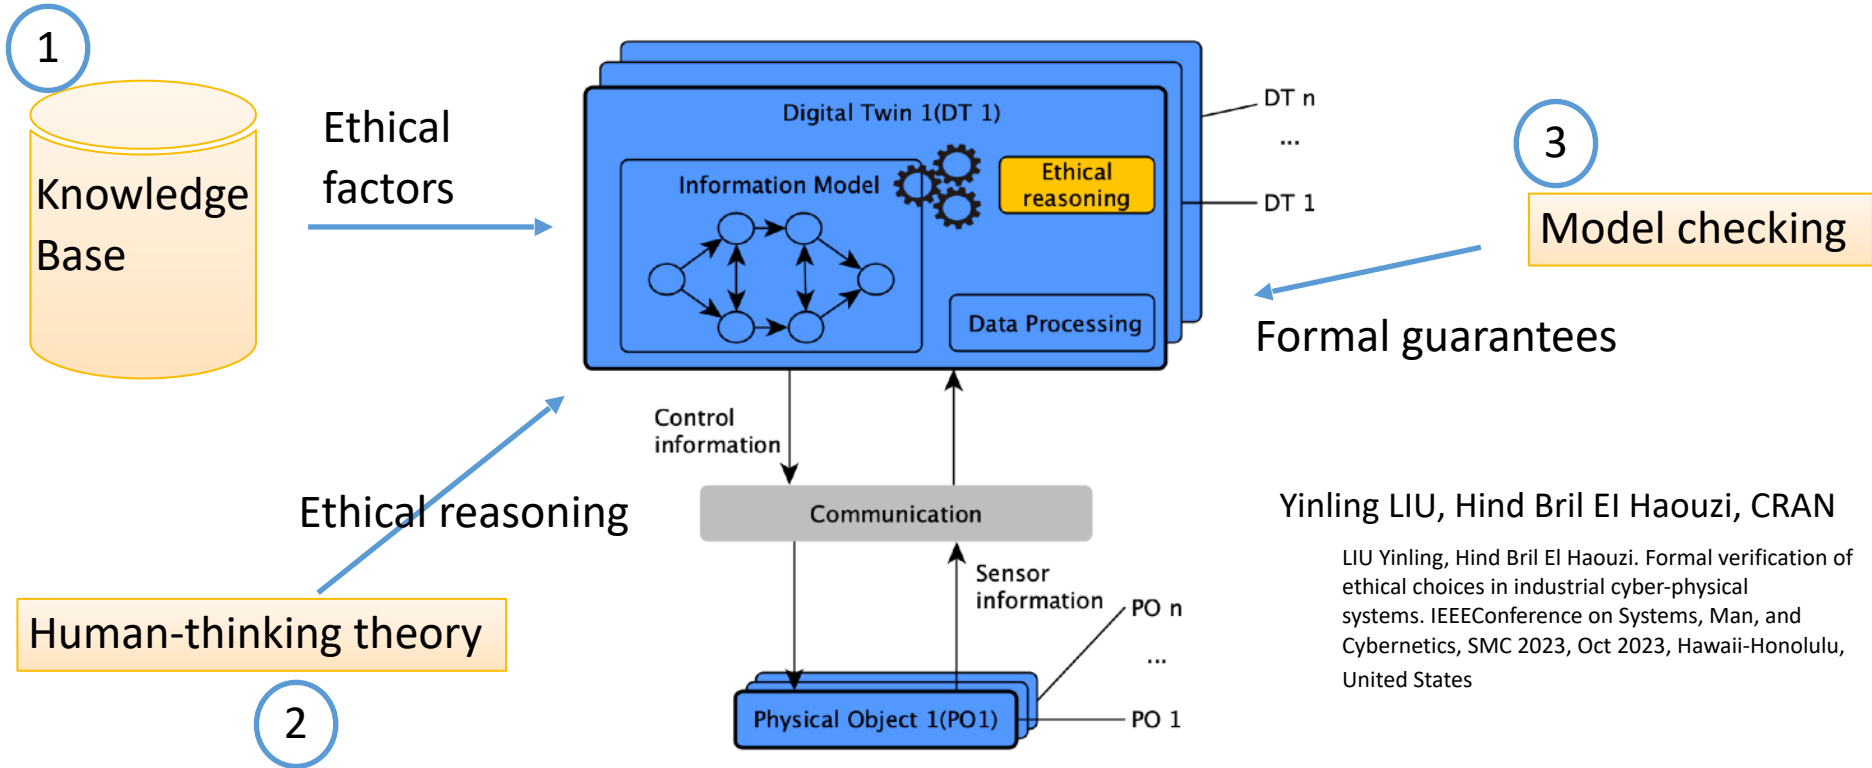 1
Knowledge
Base
Ethical
factors
Digital Twin 1(DT 1)
Information Model
Ethical
reasoning
Data Processing
DT n
...
DT 1
3
Model checking
Formal guarantees
Control
information
Ethical reasoning
Communication
Sensor
information
Human-thinking theory
2
PO n
...
PO 1
Physical Object 1(PO1)
Yinling LIU, Hind Bril EI Haouzi, CRAN
LIU Yinling, Hind Bril El Haouzi. Formal verification of
ethical choices in industrial cyber-physical
systems. IEEEConference on Systems, Man, and
Cybernetics, SMC 2023, Oct 2023, Hawaii-Honolulu,
United States